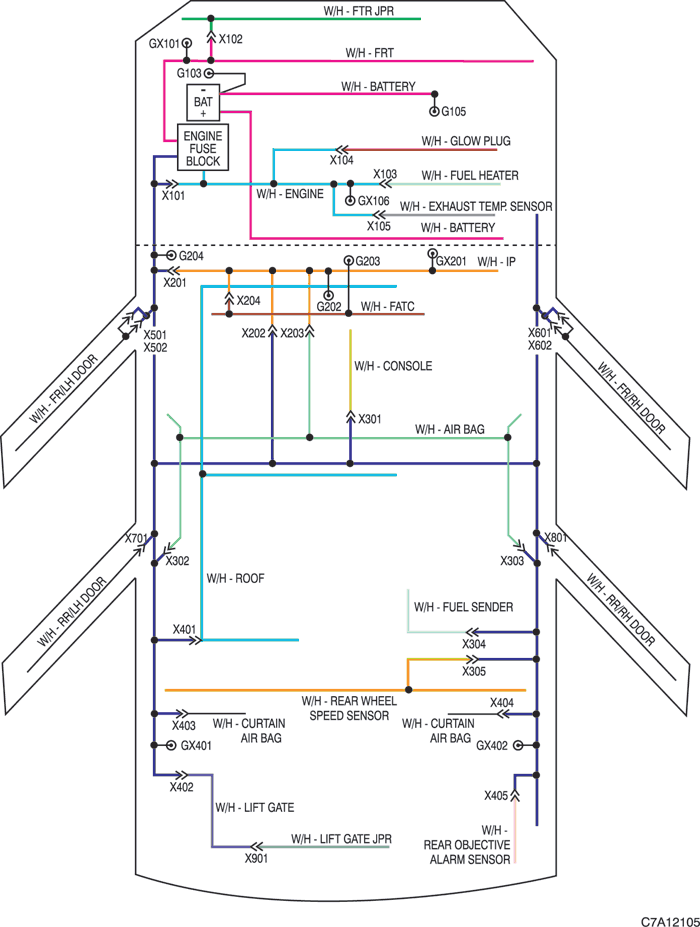 W/H - FTR JPR
GX101
X102
W/H - FRT
G103
W/H - BATTERY
-
BAT
+
G105
ENGINE
FUSE
BLOCK
W/H - GLOW PLUG
X104
X103
W/H - FUEL HEATER
X101
W/H - ENGINE
GX106
W/H - EXHAUST TEMP. SENSOR
X105
W/H - BATTERY
G204
G203
GX201
W/H - IP
X201
X204
G202
W/H - FATC
X202
X203
X501
X502
X601
X602
W/H - FR/LH DOOR
W/H - CONSOLE
W/H - FR/RH DOOR
X301
W/H - AIR BAG
X701
X801
X302
X303
W/H - RR/LH DOOR
W/H - ROOF
W/H - RR/RH DOOR
W/H - FUEL SENDER
X401
X304
X305
W/H - REAR WHEEL
SPEED SENSOR
X404
X403
W/H - CURTAIN
AIR BAG
W/H - CURTAIN
AIR BAG
GX401
GX402
X402
X405
W/H - LIFT GATE
W/H - LIFT GATE JPR
X901
W/H -
REAR OBJECTIVE
ALARM SENSOR
C7A12105